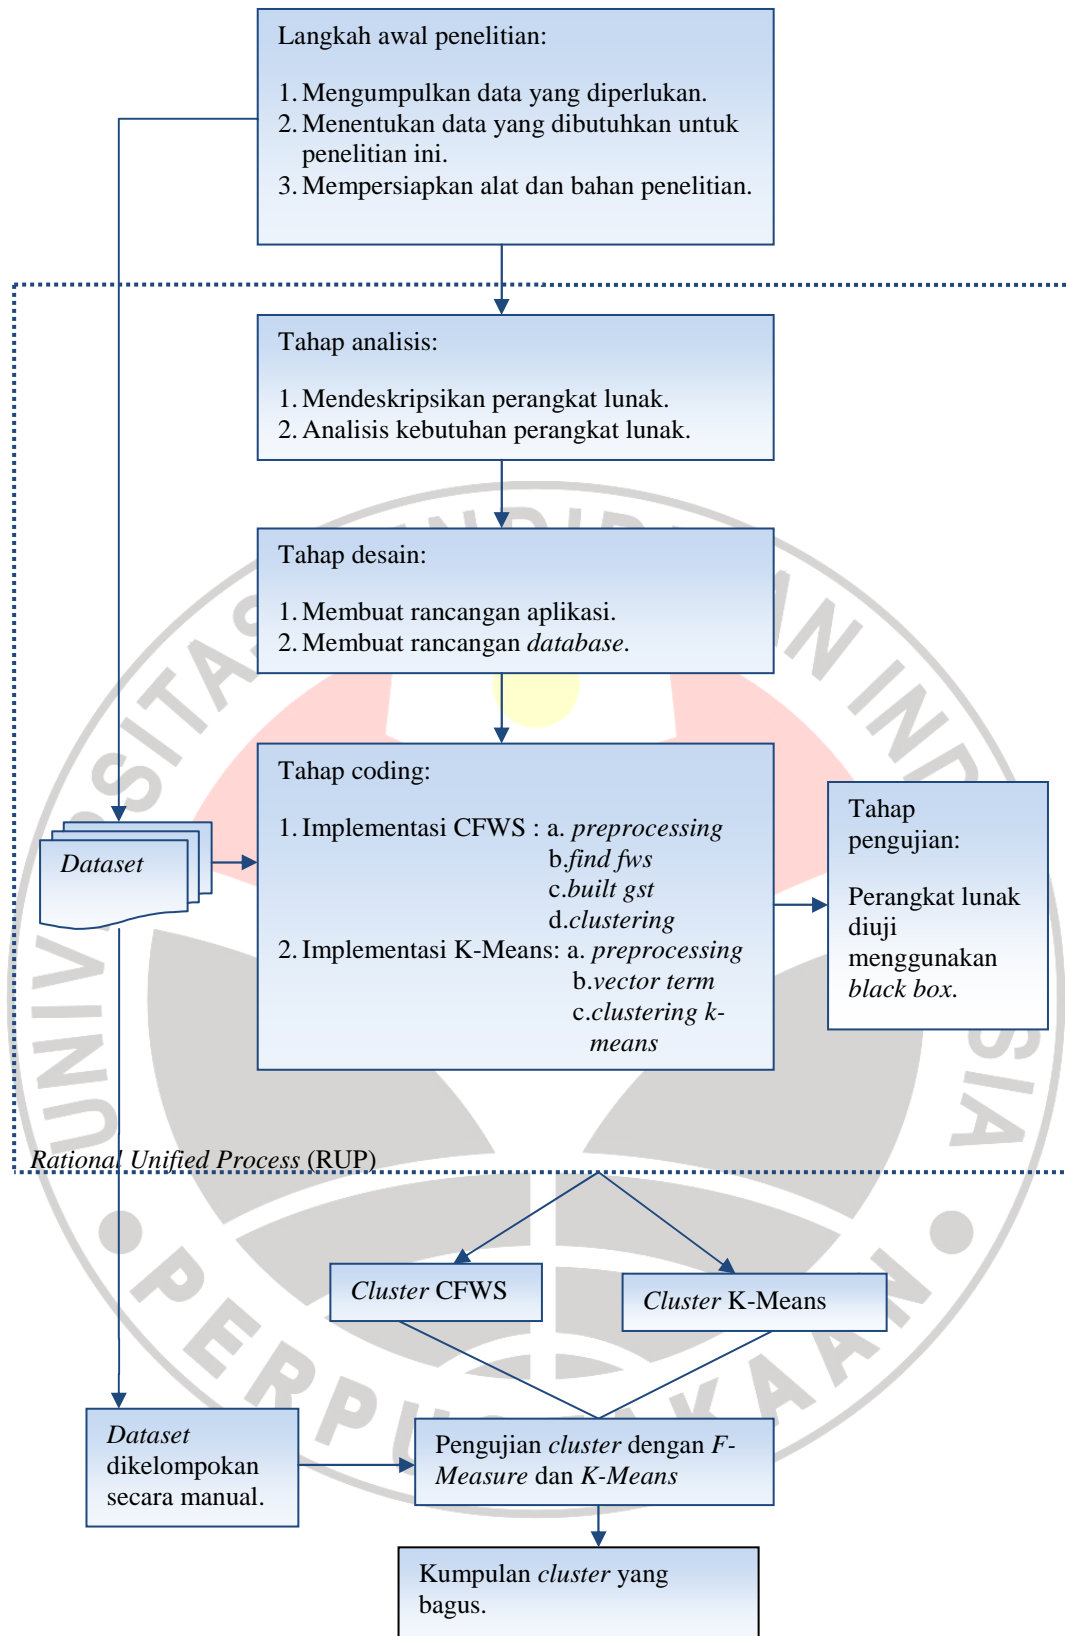 Langkah awal penelitian:
1. Mengumpulkan data yang diperlukan.
2. Menentukan data yang dibutuhkan untuk
penelitian ini.
3. Mempersiapkan alat dan bahan penelitian.
Tahap analisis:
1. Mendeskripsikan perangkat lunak.
2. Analisis kebutuhan perangkat lunak.
Tahap desain:
1. Membuat rancangan aplikasi.
2. Membuat rancangan database.
Tahap coding:
1. Implementasi CFWS : a. preprocessing
b.find fws
c.built gst
d.clustering
2. Implementasi K-Means: a. preprocessing
b.vector term
c.clustering k-
means
Tahap
pengujian:
Perangkat lunak
diuji
menggunakan
black box.
Dataset
Rational Unified Process (RUP)
Cluster CFWS
Cluster K-Means
Dataset
dikelompokan
secara manual.
Pengujian cluster dengan F-
Measure dan K-Means
Kumpulan cluster yang
bagus.
PERPUSTAKAAN